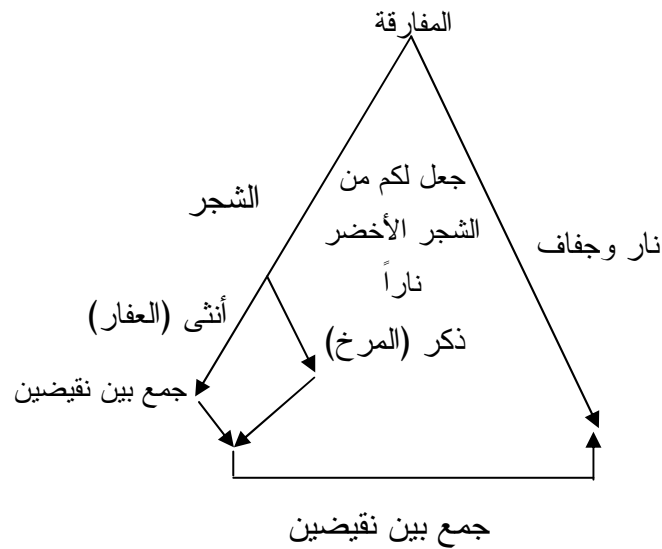 المفارقة
جعل لكم من
الشجر
الشجر الأخضر
نار وجفاف
ناراً
أنثى (العفار)
ذكر (المرخ)
جمع بين نقيضين
جمع بين نقيضين